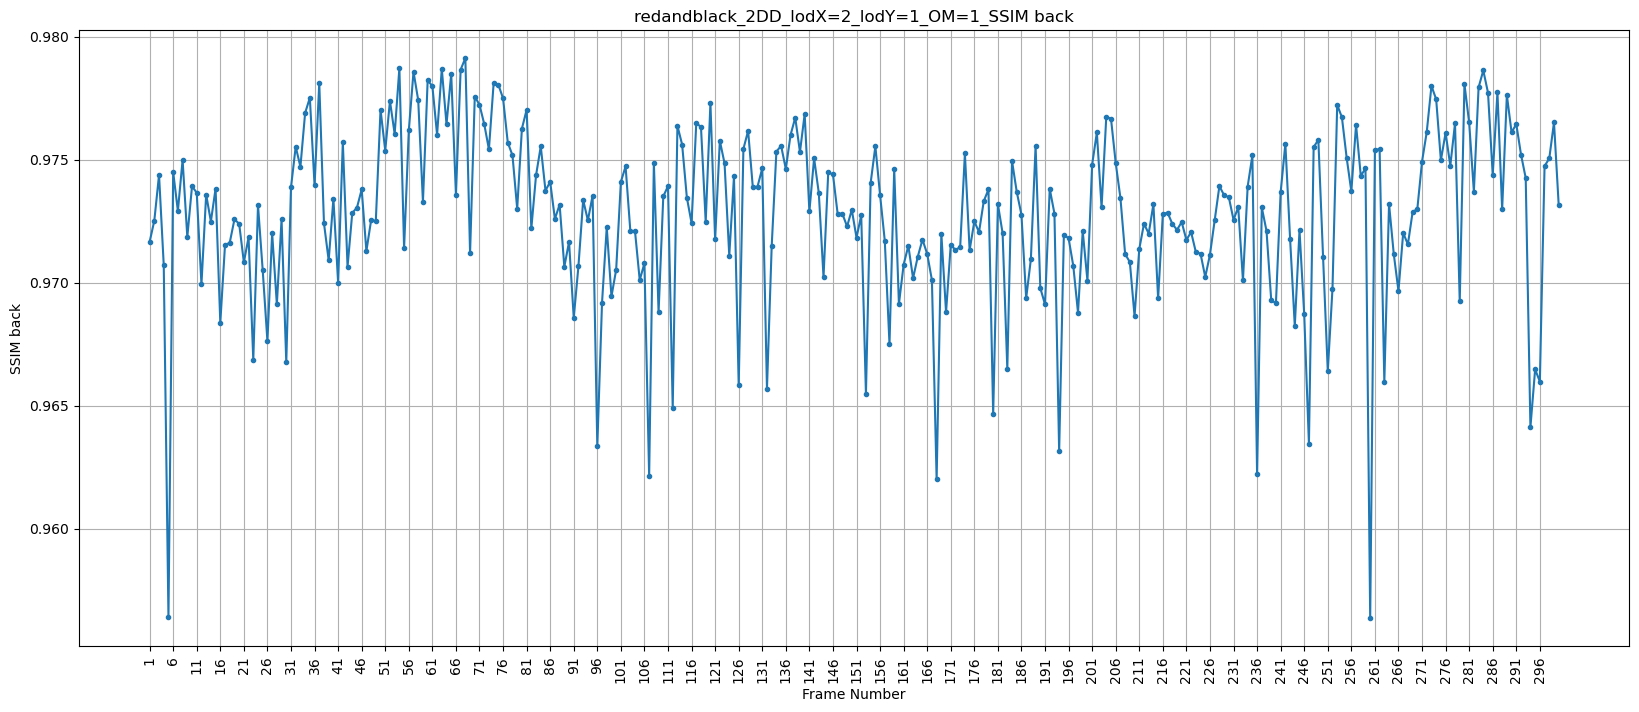 redandblack_2DD_lodX=2_lodY=1_OM=1_SSIM back
0.980
0.975
0.970
0.965
0.960
SSIM back
1 6 11 16 21 26 31 36 41 46 51 56 61 66 71 76 81 86 91 96 101 106 111 116 121 126 131 136 141 146 151 156 161 166 171 176 181 186 191 196 201 206 211 216 221 226 231 236 241 246 251 256 261 266 271 276 281 286 291 296
Frame Number